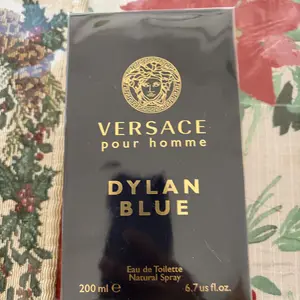 VERSACE
pour homme
DYLAN
BLUE
Eau de Toilette
Natural Spray
200 ml ℮ 6.7 us fl.oz.